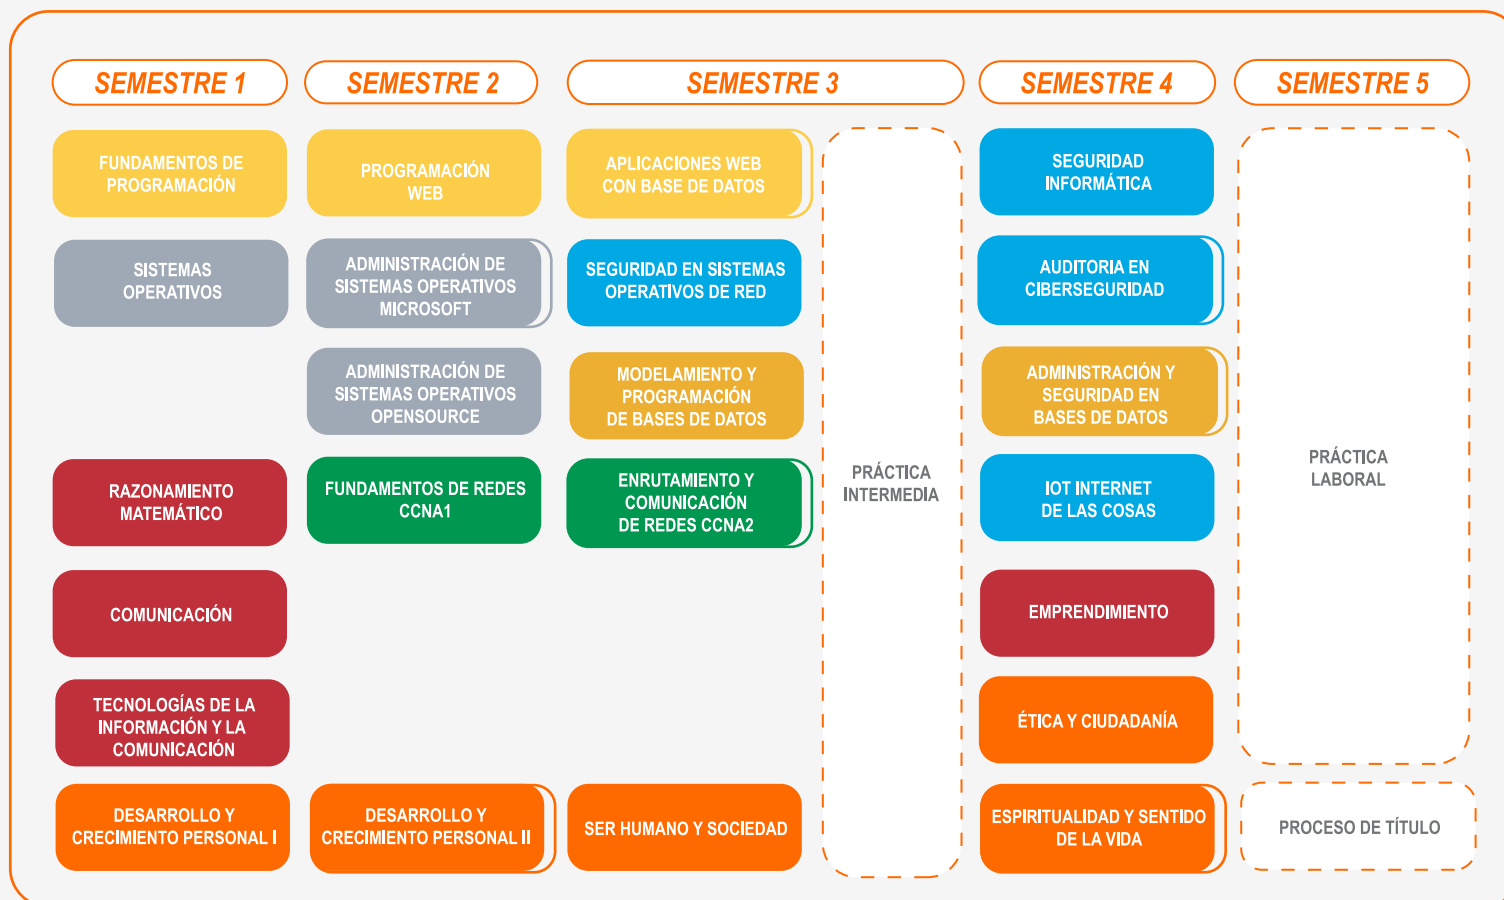 SEMESTRE 1
SEMESTRE 2
SEMESTRE 3
SEMESTRE 4
SEMESTRE 5
FUNDAMENTOS DE
PROGRAMACIÓN
PROGRAMACIÓN
WEB
APLICACIONES WEB
CON BASE DE DATOS
SEGURIDAD
INFORMÁTICA
SISTEMAS
OPERATIVOS
ADMINISTRACIÓN DE
SISTEMAS OPERATIVOS
MICROSOFT
SEGURIDAD EN SISTEMAS
OPERATIVOS DE RED
AUDITORIA EN
CIBERSEGURIDAD
ADMINISTRACIÓN DE
SISTEMAS OPERATIVOS
OPENSOURCE
MODELAMIENTO Y
PROGRAMACIÓN
DE BASES DE DATOS
ADMINISTRACIÓN Y
SEGURIDAD EN
BASES DE DATOS
RAZONAMIENTO
MATEMÁTICO
FUNDAMENTOS DE REDES
CCNA1
ENRUTAMIENTO Y
COMUNICACIÓN
DE REDES CCNA2
PRÁCTICA
INTERMEDIA
IOT INTERNET
DE LAS COSAS
PRÁCTICA
LABORAL
COMUNICACIÓN
EMPRENDIMIENTO
TECNOLOGÍAS DE LA
INFORMACIÓN Y LA
COMUNICACIÓN
ÉTICA Y CIUDADANÍA
DESARROLLO Y
CRECIMIENTO PERSONAL I
DESARROLLO Y
CRECIMIENTO PERSONAL II
SER HUMANO Y SOCIEDAD
ESPIRITUALIDAD Y SENTIDO
DE LA VIDA
PROCESO DE TÍTULO